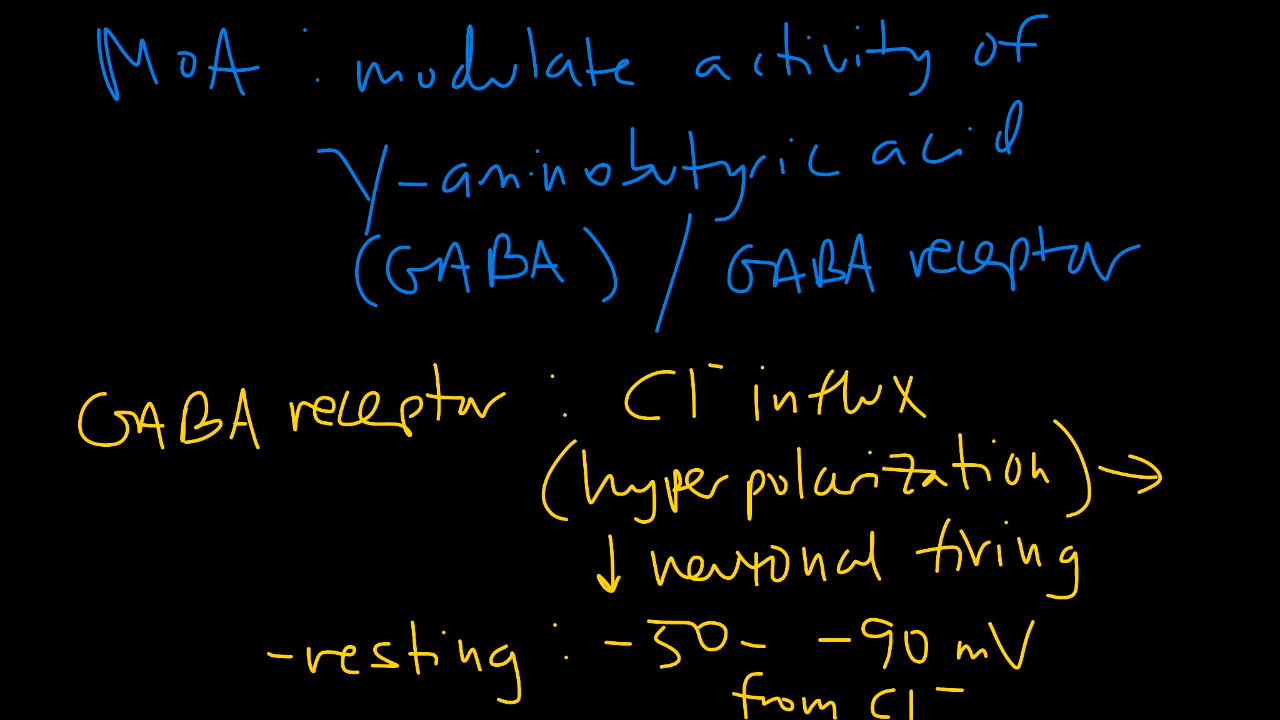 MoA : modulate activity of
γ-aminobutyric acid
(GABA) / GABA receptor
GABA receptor : Cl⁻ influx
(hyperpolarization) →
↓ neuronal firing
-resting : -50 - -90 mV
from Cl⁻